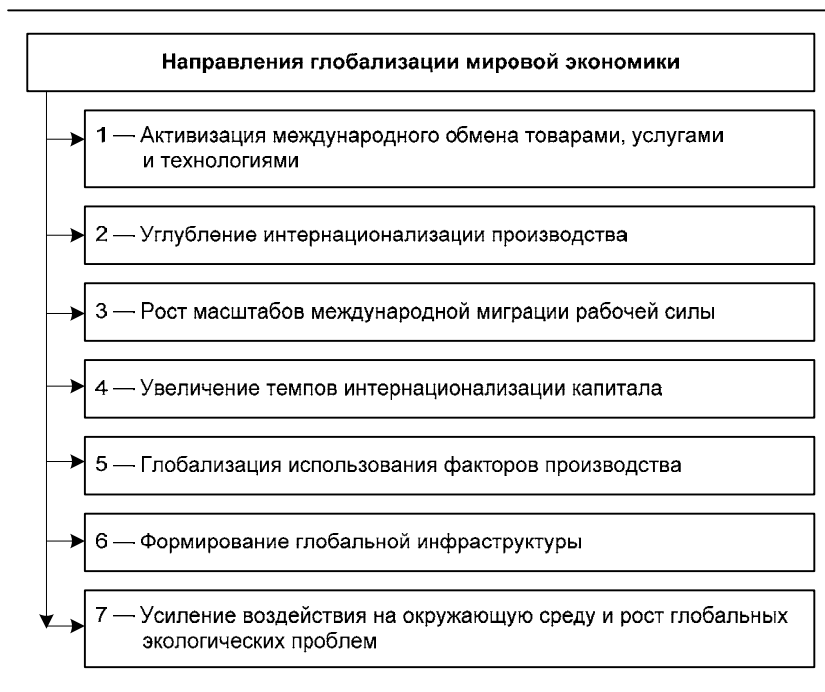 Направления глобализации мировой экономики
1 — Активизация международного обмена товарами, услугами
и технологиями
2 — Углубление интернационализации производства
3 — Рост масштабов международной миграции рабочей силы
4 — Увеличение темпов интернационализации капитала
5 — Глобализация использования факторов производства
6 — Формирование глобальной инфраструктуры
7 — Усиление воздействия на окружающую среду и рост глобальных
экологических проблем